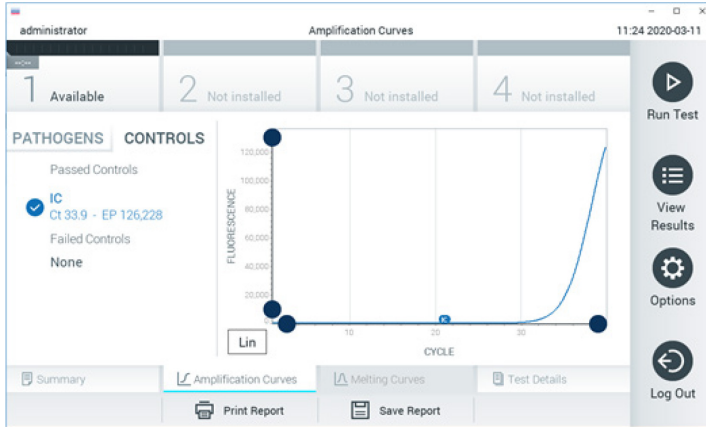 administrator
Amplification Curves
11:24 2020-03-11
--:--
1 Available
2 Not installed
3 Not installed
4 Not installed
Run Test
PATHOGENS CONTROLS
Passed Controls
IC
Ct 33.9 - EP 126,228
Failed Controls
None
FLUORESCENCE
120,000
100,000
80,000
60,000
40,000
20,000
0
IC
10
20
30
CYCLE
Lin
View
Results
Options
Log Out
Summary
Amplification Curves
Melting Curves
Test Details
Print Report
Save Report